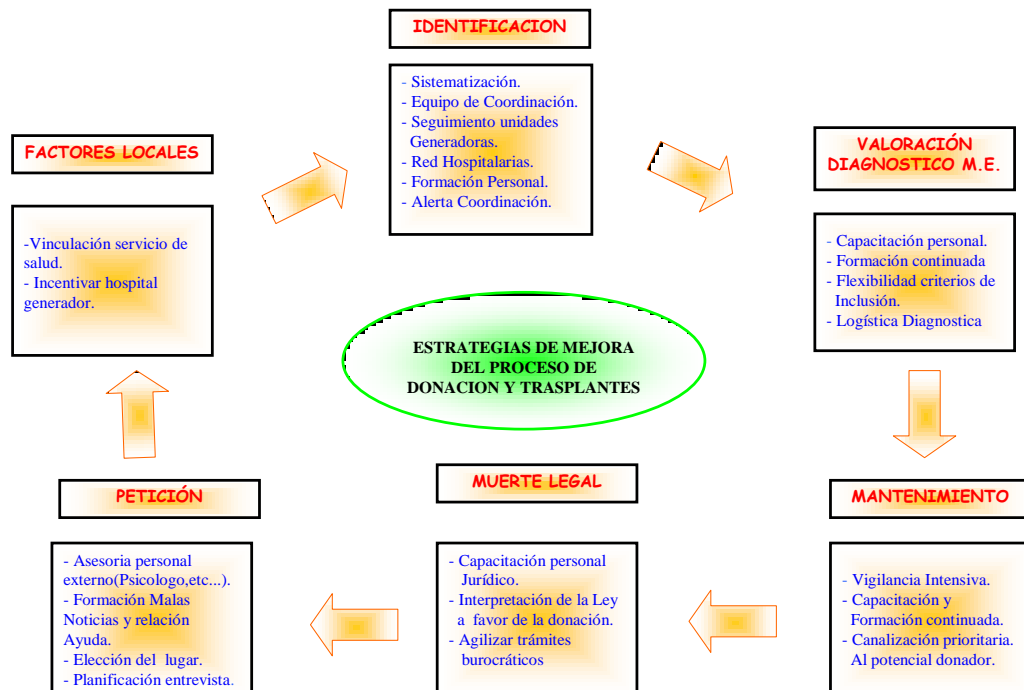 IDENTIFICACION
- Sistematización.
- Equipo de Coordinación.
- Seguimiento unidades
Generadoras.
- Red Hospitalarias.
- Formación Personal.
- Alerta Coordinación.
VALORACIÓN
DIAGNOSTICO M.E.
- Capacitación personal.
- Formación continuada
- Flexibilidad criterios de
Inclusión.
- Logística Diagnostica
MANTENIMIENTO
- Vigilancia Intensiva.
- Capacitación y
Formación continuada.
- Canalización prioritaria.
Al potencial donador.
MUERTE LEGAL
- Capacitación personal
Jurídico.
- Interpretación de la Ley
a favor de la donación.
- Agilizar trámites
burocráticos
PETICIÓN
- Asesoria personal
externo(Psicologo,etc...).
- Formación Malas
Noticias y relación
Ayuda.
- Elección del lugar.
- Planificación entrevista.
FACTORES LOCALES
-Vinculación servicio de
salud.
- Incentivar hospital
generador.
ESTRATEGIAS DE MEJORA
DEL PROCESO DE
DONACION Y TRASPLANTES